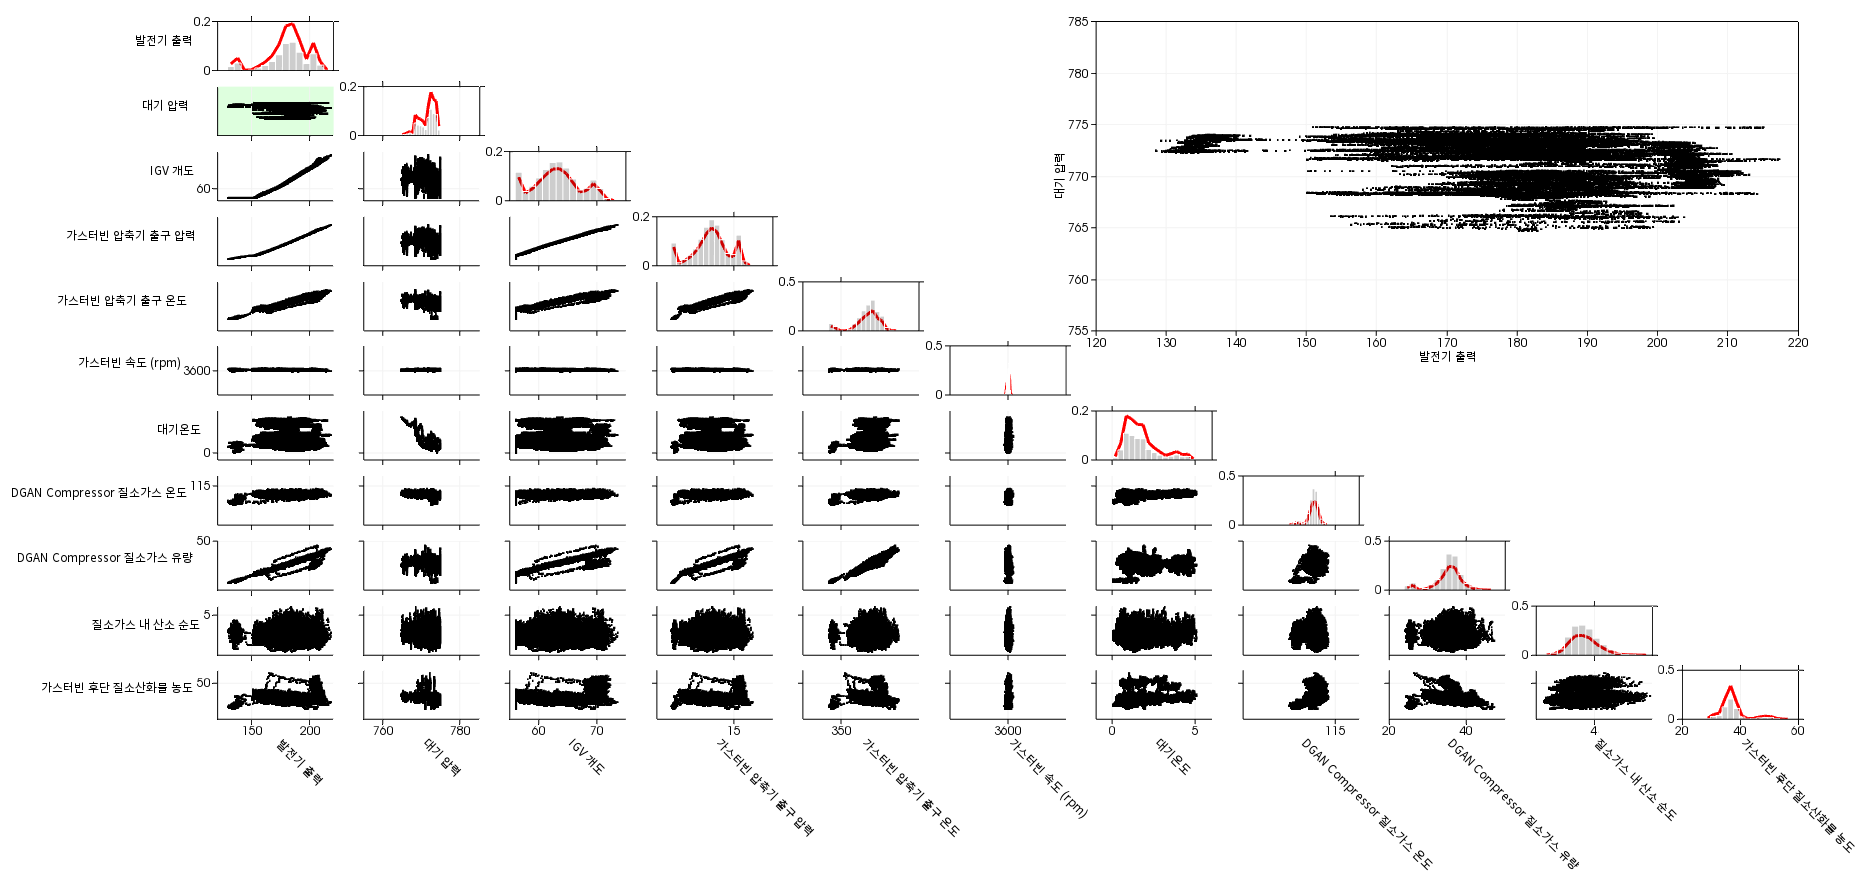 0.2
발전기 출력
0
785
780
775
770
765
760
755
대기 압력
120
130
140
150
160
170
180
190
200
210
220
발전기 출력
대기 압력
0.2
0
IGV 개도
60
0.2
0
가스터빈 압축기 출구 압력
0.2
0
가스터빈 압축기 출구 온도
0.5
0
가스터빈 속도 (rpm)
3600
0.5
0
대기온도
0
0.2
0
DGAN Compressor 질소가스 온도
115
0.5
0
DGAN Compressor 질소가스 유량
50
0.5
0
질소가스 내 산소 순도
5
0.5
0
가스터빈 후단 질소산화물 농도
50
0.5
0
150
200
760
780
60
70
15
350
3600
0
5
115
20
40
4
20
40
60
발전기 출력
대기 압력
IGV 개도
가스터빈 압축기 출구 압력
가스터빈 압축기 출구 온도
가스터빈 속도 (rpm)
대기온도
DGAN Compressor 질소가스 온도
DGAN Compressor 질소가스 유량
질소가스 내 산소 순도
가스터빈 후단 질소산화물 농도